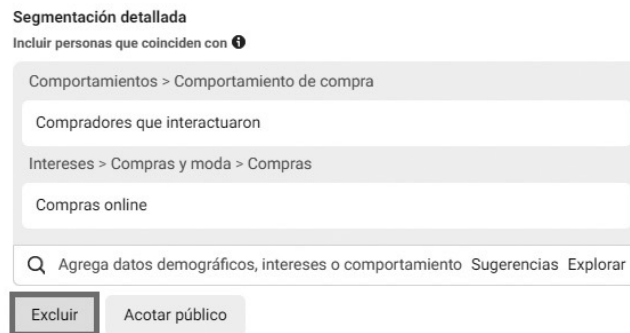 Segmentación detallada
Incluir personas que coinciden con
Comportamientos > Comportamiento de compra
Compradores que interactuaron
Intereses > Compras y moda > Compras
Compras online
Agrega datos demográficos, intereses o comportamiento Sugerencias Explorar
Excluir Acotar público